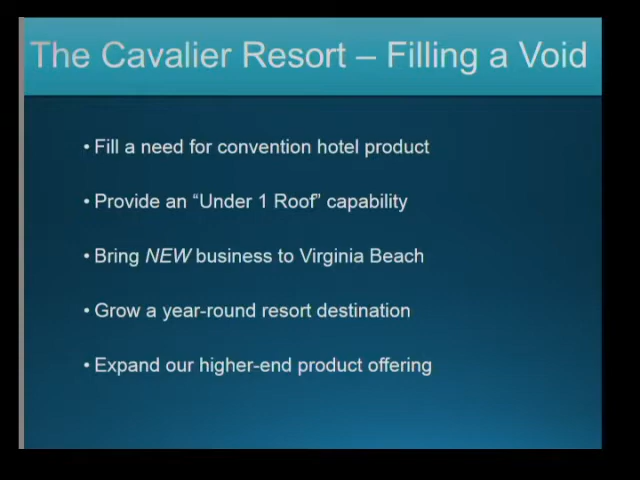 The Cavalier Resort – Filling a Void
• Fill a need for convention hotel product
• Provide an “Under 1 Roof” capability
• Bring NEW business to Virginia Beach
• Grow a year-round resort destination
• Expand our higher-end product offering